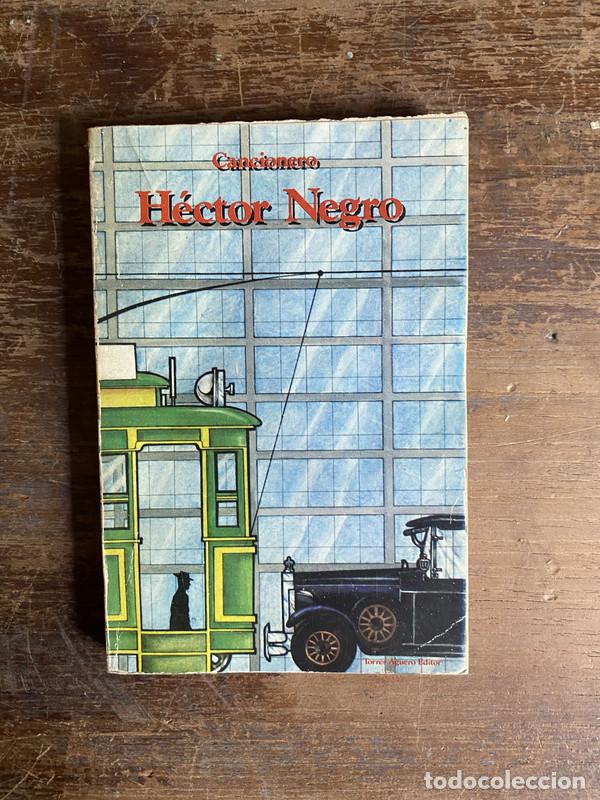 Cancionero
Héctor Negro
Torres Agüero Editor
todocoleccion